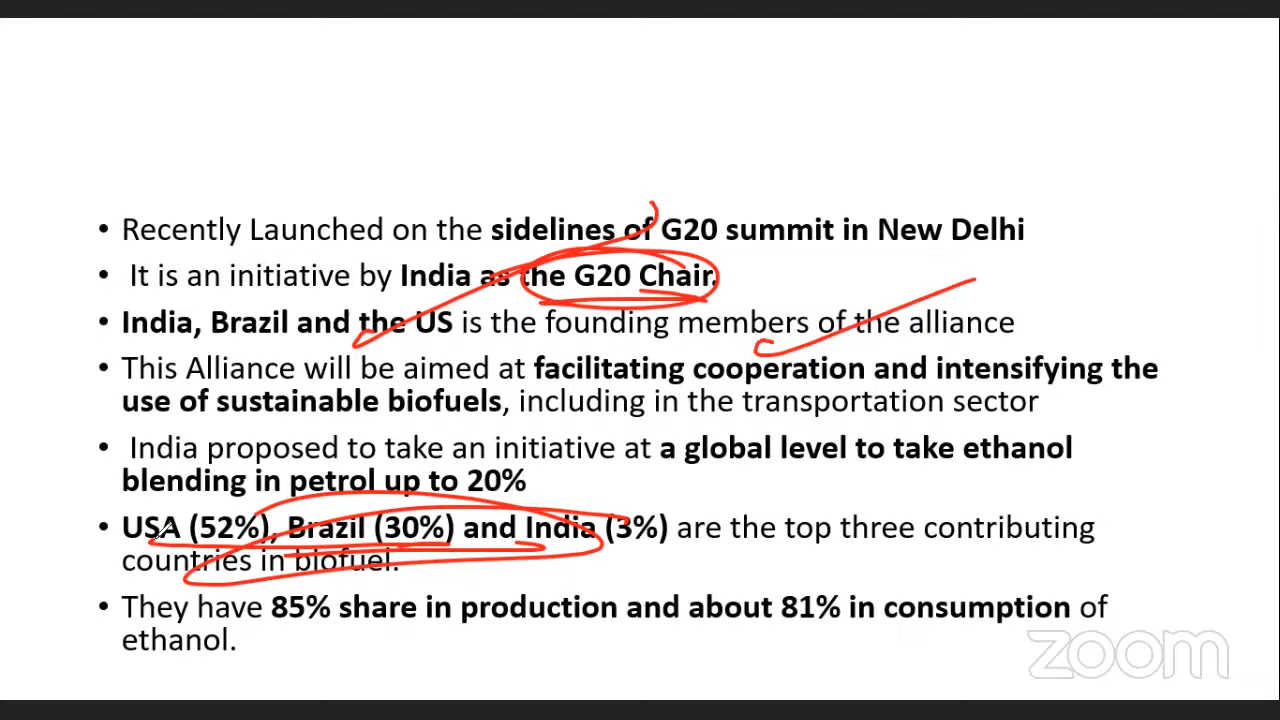 • Recently Launched on the sidelines of G20 summit in New Delhi
• It is an initiative by India as the G20 Chair.
• India, Brazil and the US is the founding members of the alliance
• This Alliance will be aimed at facilitating cooperation and intensifying the
use of sustainable biofuels, including in the transportation sector
• India proposed to take an initiative at a global level to take ethanol
blending in petrol up to 20%
• USA (52%), Brazil (30%) and India (3%) are the top three contributing
countries in biofuel.
• They have 85% share in production and about 81% in consumption of
ethanol.
zoom